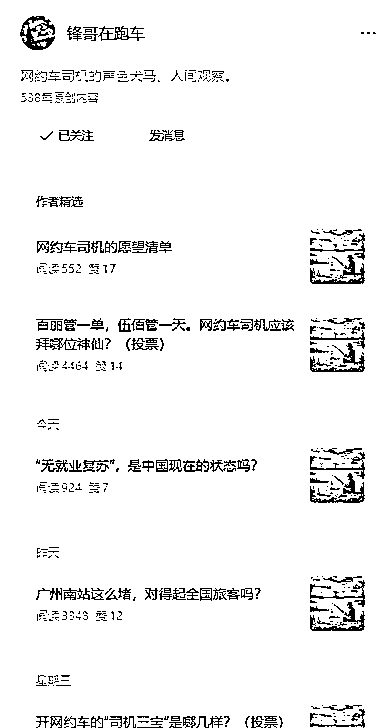 锋哥在跑车
网约车司机的声色犬马、人间观察。
538篇原创内容
已关注
发消息
作者精选
网约车司机的愿望清单
阅读552 赞17
百丽管一单，伍佰管一天。网约车司机应该
拜哪位神仙？（投票）
阅读4464 赞14
今天
“无就业复苏”，是中国现在的状态吗？
阅读924 赞7
昨天
广州南站这么堵，对得起全国旅客吗？
阅读3948 赞12
星期三
开网约车的“司机三宝”是哪几样？（投票）